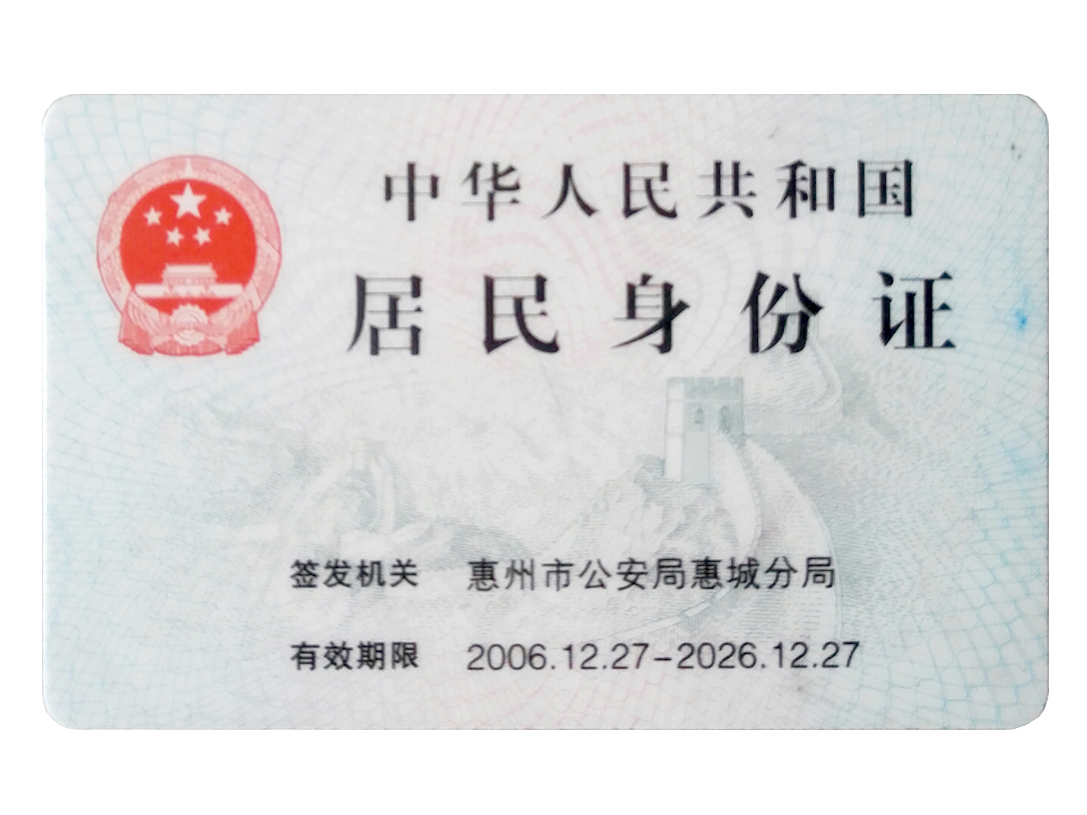 中华人民共和国
居民身份证
签发机关 惠州市公安局惠城分局
有效期限 2006.12.27-2026.12.27